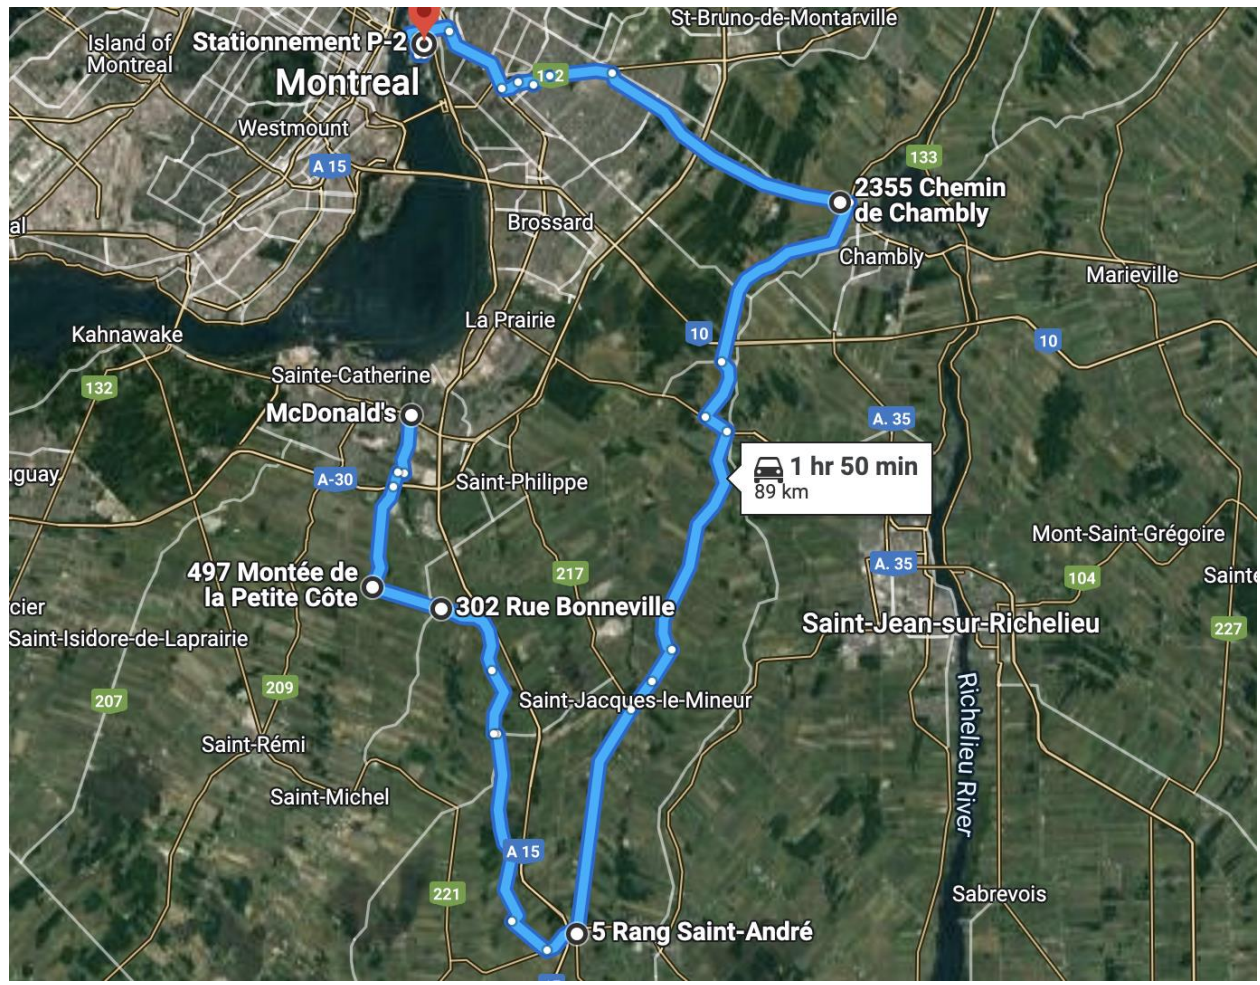 St-Bruno-de-Montarville
Island of
Montreal
Stationnement P-2
Montreal
Westmount
A 15
133
2355 Chemin
de Chambly
Brossard
Chambly
Marieville
La Prairie
Kahnawake
10
10
Sainte-Catherine
132
McDonald's
A. 35
1 hr 50 min
89 km
A-30
Saint-Philippe
Mont-Saint-Grégoire
497 Montée de
la Petite Côte
217
A. 35
104
302 Rue Bonneville
Saint-Jean-sur-Richelieu
227
Saint-Isidore-de-Laprairie
209
207
Saint-Jacques-le-Mineur
Richelieu River
Saint-Rémi
Saint-Michel
A 15
221
Sabrevois
5 Rang Saint-André